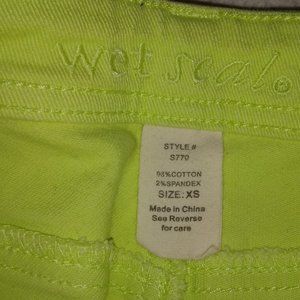 wet seal®
STYLE #
S770
98%COTTON
2%SPANDEX
SIZE: XS
Made in China
See Reverse
for care